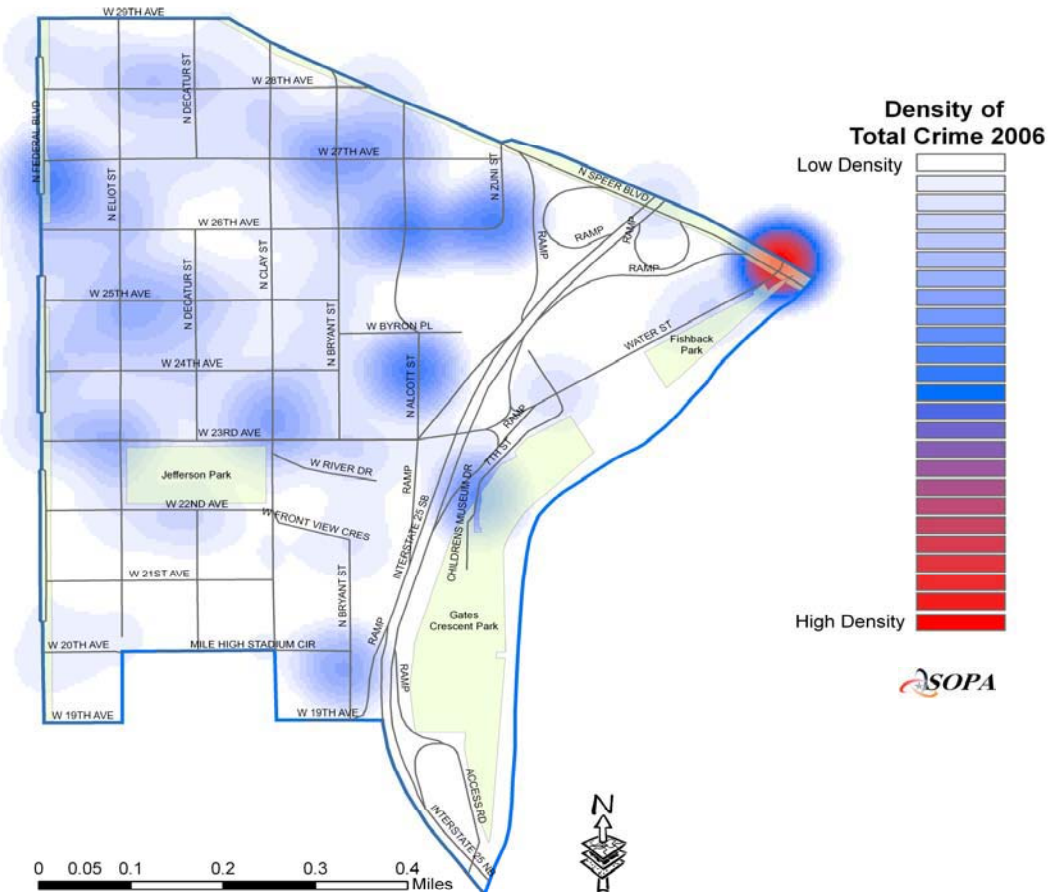 W 29TH AVE
N DECATUR ST
W 28TH AVE
N FEDERAL BLVD
W 27TH AVE
N ELIOT ST
N ZUNI ST
N SPEER BLVD
W 26TH AVE
RAMP
RAMP
RAMP
RAMP
N CLAY ST
N DECATUR ST
W 25TH AVE
N BRYANT ST
W BYRON PL
WATER ST
Fishback
Park
W 24TH AVE
N ALCOTT ST
RAMP
W 23RD AVE
7TH ST
W RIVER DR
Jefferson Park
RAMP
W 22ND AVE
W FRONT VIEW CRES
INTERSTATE 25 SB
CHILDRENS MUSEUM DR
W 21ST AVE
N BRYANT ST
Gates
Crescent Park
RAMP
W 20TH AVE
MILE HIGH STADIUM CIR
RAMP
W 19TH AVE
W 19TH AVE
ACCESS RD
INTERSTATE 25 NB
Density of
Total Crime 2006
Low Density
High Density
SOPA
N
0 0.05 0.1 0.2 0.3 0.4
Miles